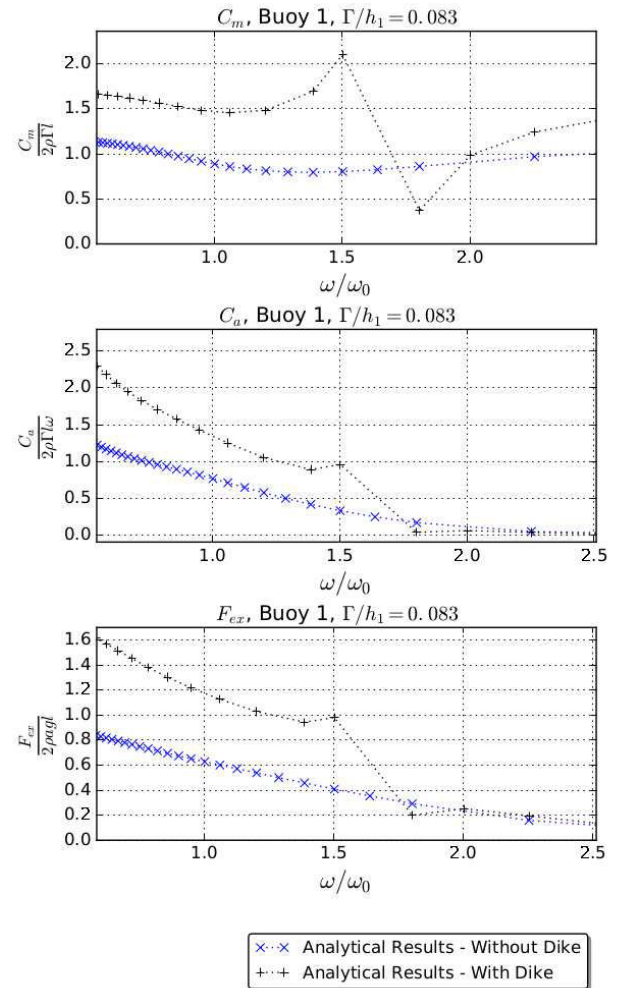 C_m, Buoy 1, Γ/h_1 = 0.083
2.0
1.5
1.0
0.5
0.0
C_m / 2ρΓl
1.0 1.5 2.0
ω/ω_0
C_a, Buoy 1, Γ/h_1 = 0.083
2.5
2.0
1.5
1.0
0.5
0.0
C_a / 2ρΓlω
1.0 1.5 2.0 2.5
ω/ω_0
F_ex, Buoy 1, Γ/h_1 = 0.083
1.6
1.4
1.2
1.0
0.8
0.6
0.4
0.2
0.0
F_ex / 2ρagl
1.0 1.5 2.0 2.5
ω/ω_0
Analytical Results - Without Dike
Analytical Results - With Dike